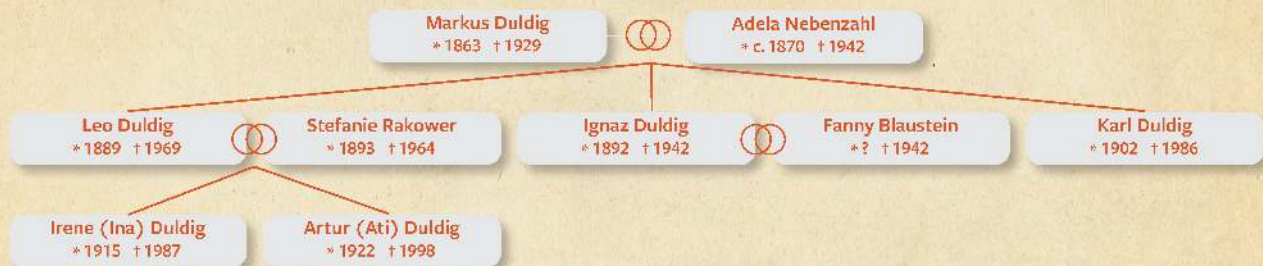 Markus Duldig
* 1863 † 1929
Adela Nebenzahl
* c. 1870 † 1942
Leo Duldig
* 1889 † 1969
Stefanie Rakower
* 1893 † 1964
Ignaz Duldig
* 1892 † 1942
Fanny Blaustein
* ? † 1942
Karl Duldig
* 1902 † 1986
Irene (Ina) Duldig
* 1915 † 1987
Artur (Ati) Duldig
* 1922 † 1998